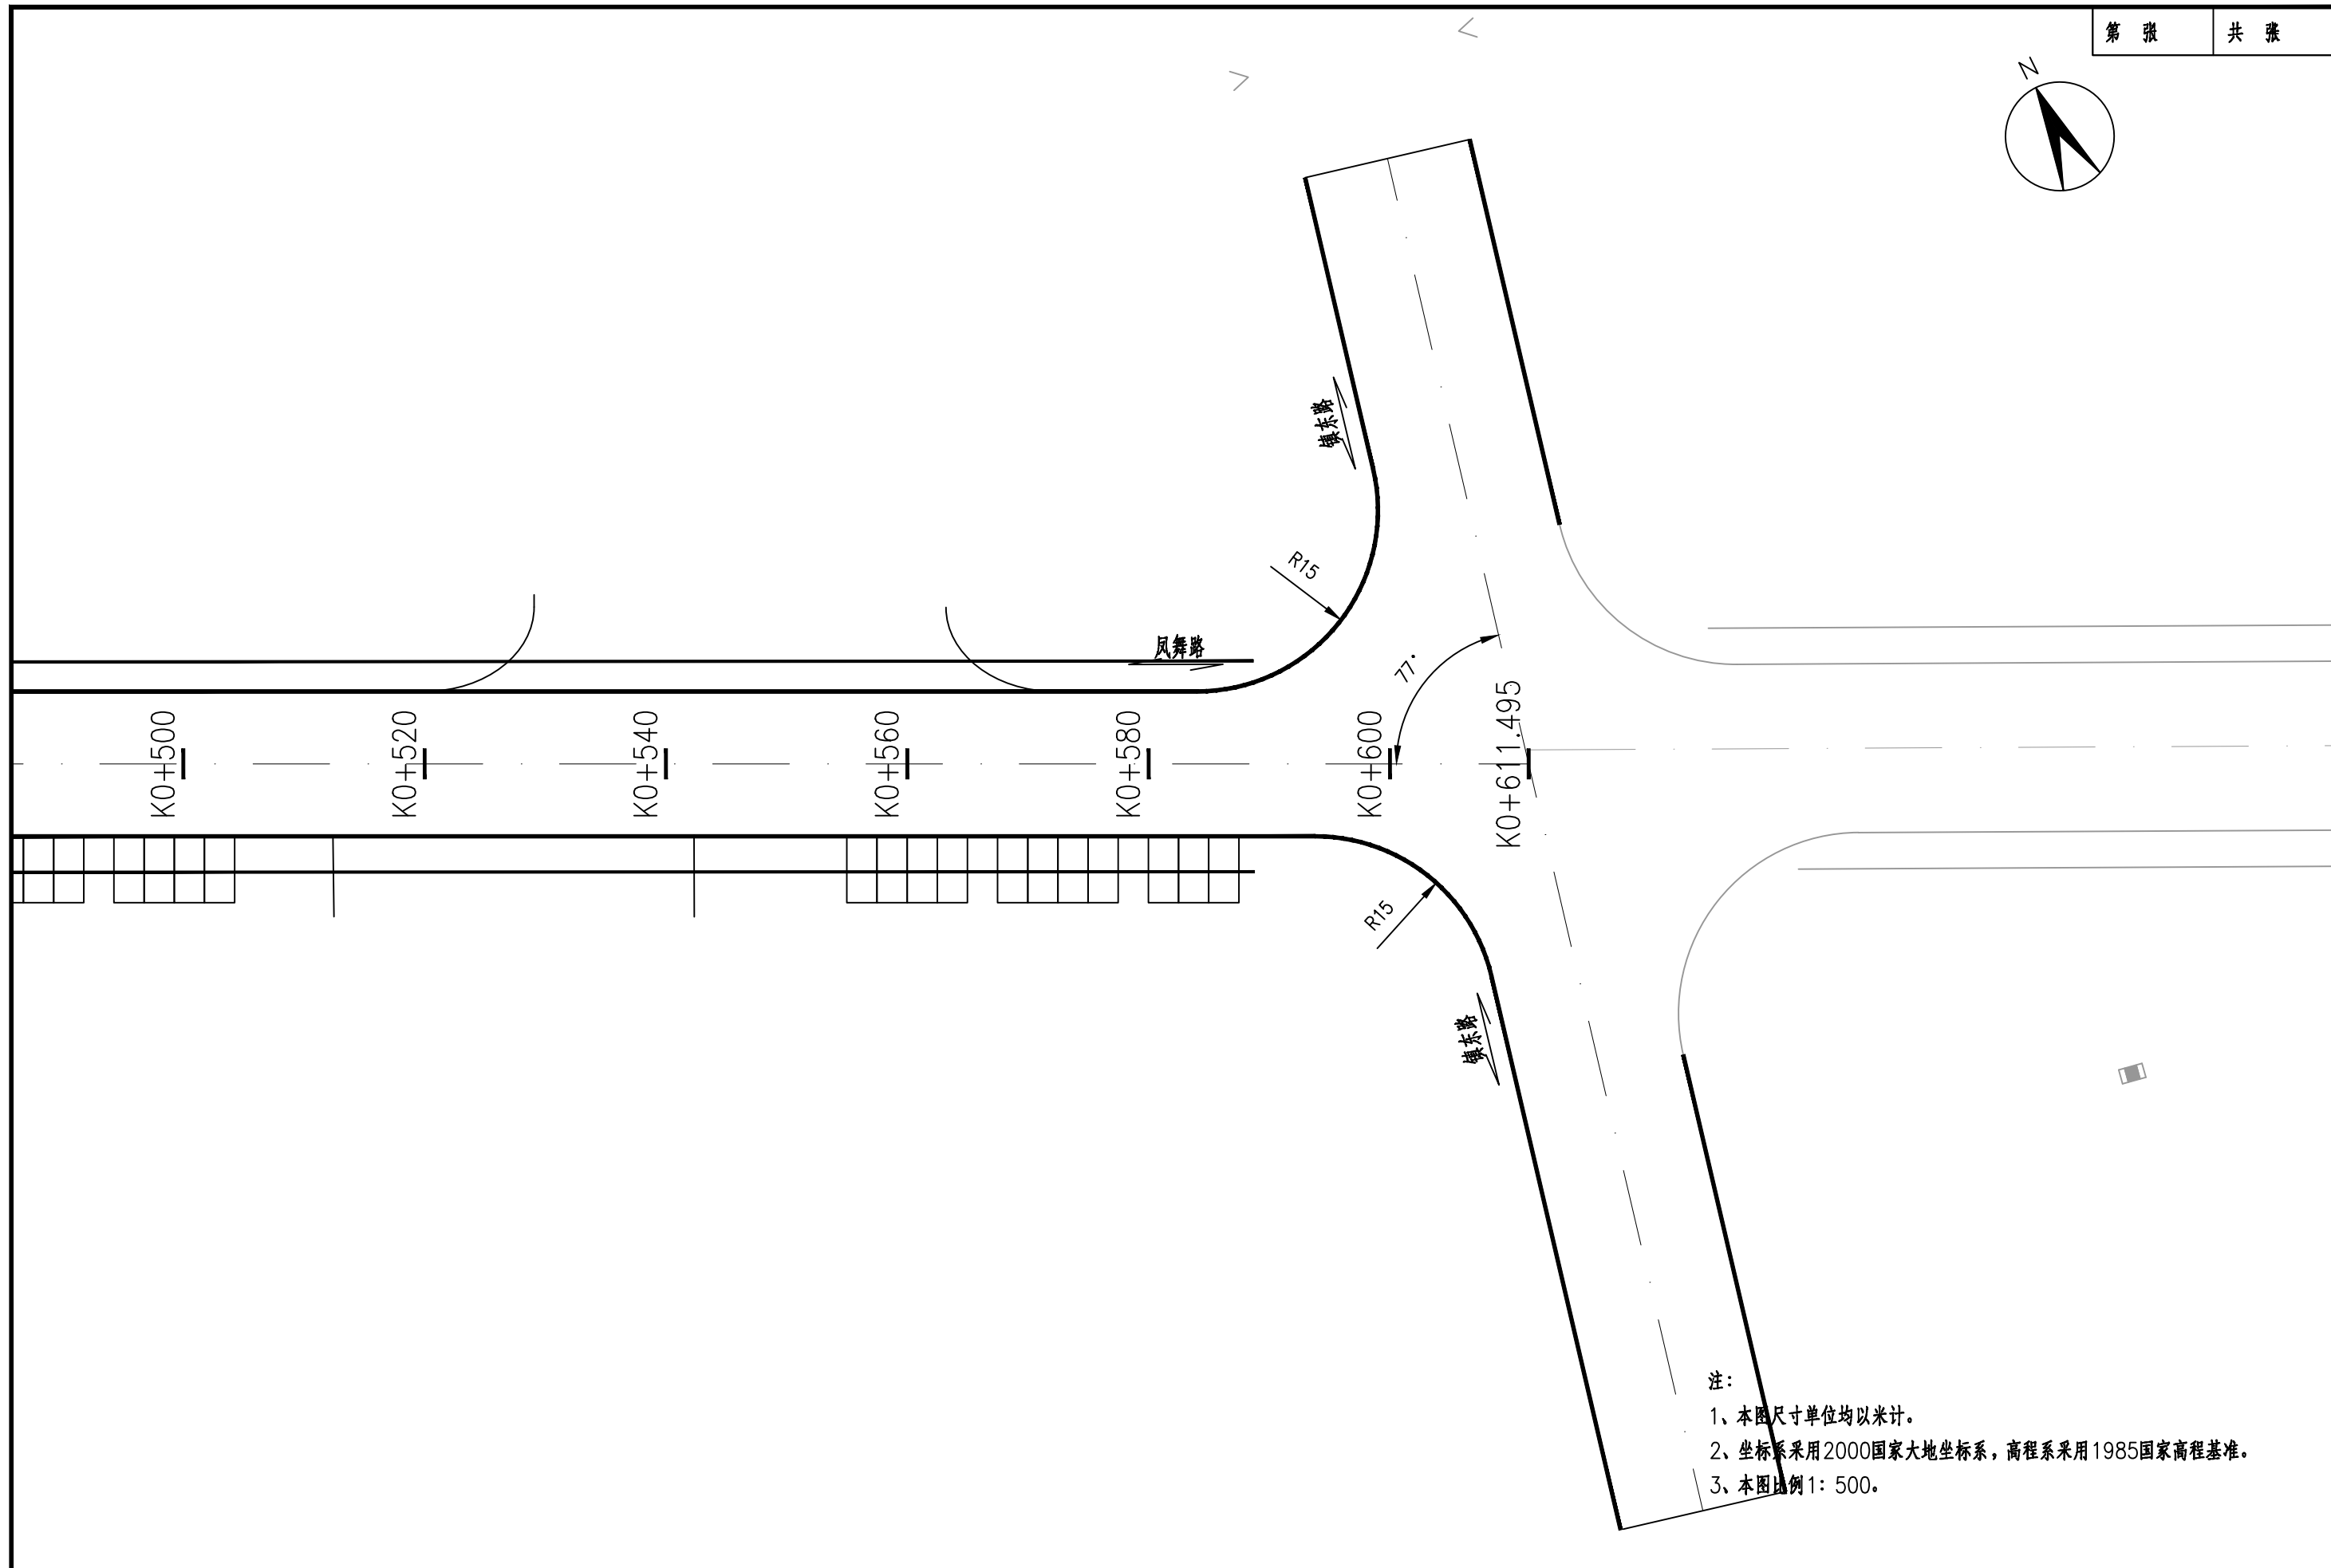 第 张 共 张
N
镇东路
R15
凤舞路
77°
K0+500
K0+520
K0+540
K0+560
K0+580
K0+600
K0+611.495
R15
镇东路
注:
1、本图尺寸单位均以米计。
2、坐标系采用2000国家大地坐标系，高程系采用1985国家高程基准。
3、本图比例1：500。